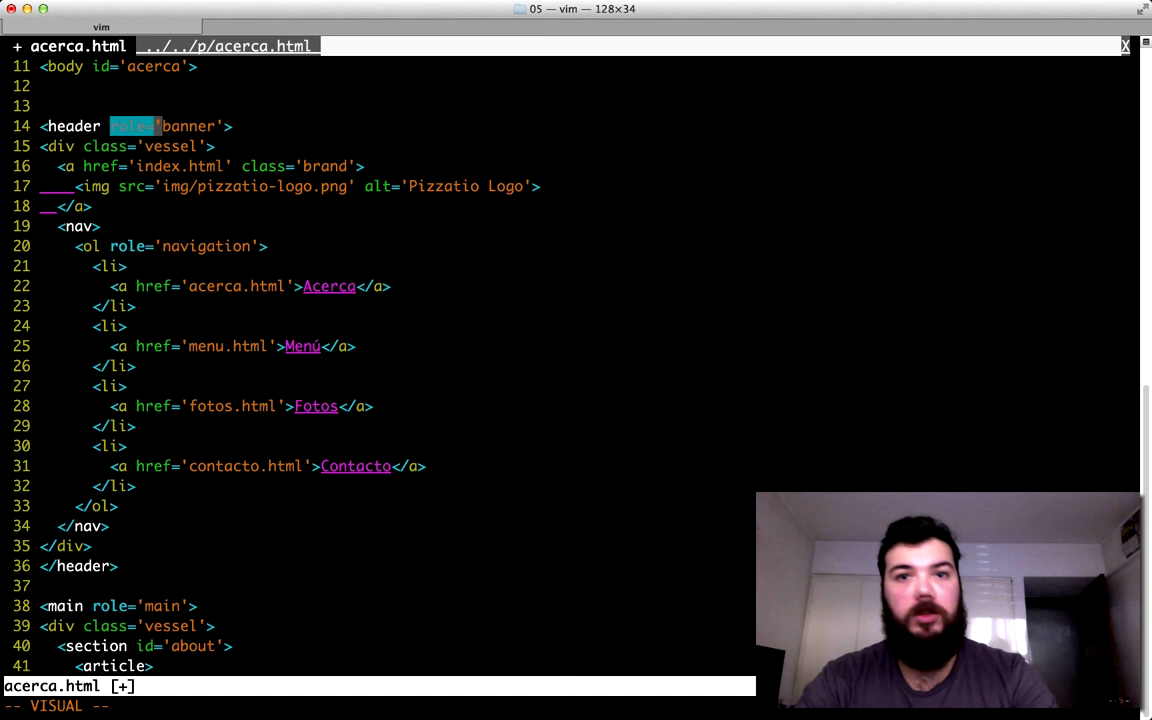 05 — vim — 128×34
vim
+ acerca.html ../../p/acerca.html X
11 <body id='acerca'>
12
13
14 <header role='banner'>
15 <div class='vessel'>
16 <a href='index.html' class='brand'>
17 ____<img src='img/pizzatio-logo.png' alt='Pizzatio Logo'>
18 __</a>
19 <nav>
20 <ol role='navigation'>
21 <li>
22 <a href='acerca.html'>Acerca</a>
23 </li>
24 <li>
25 <a href='menu.html'>Menú</a>
26 </li>
27 <li>
28 <a href='fotos.html'>Fotos</a>
29 </li>
30 <li>
31 <a href='contacto.html'>Contacto</a>
32 </li>
33 </ol>
34 </nav>
35 </div>
36 </header>
37
38 <main role='main'>
39 <div class='vessel'>
40 <section id='about'>
41 <article>
acerca.html [+]
-- VISUAL --